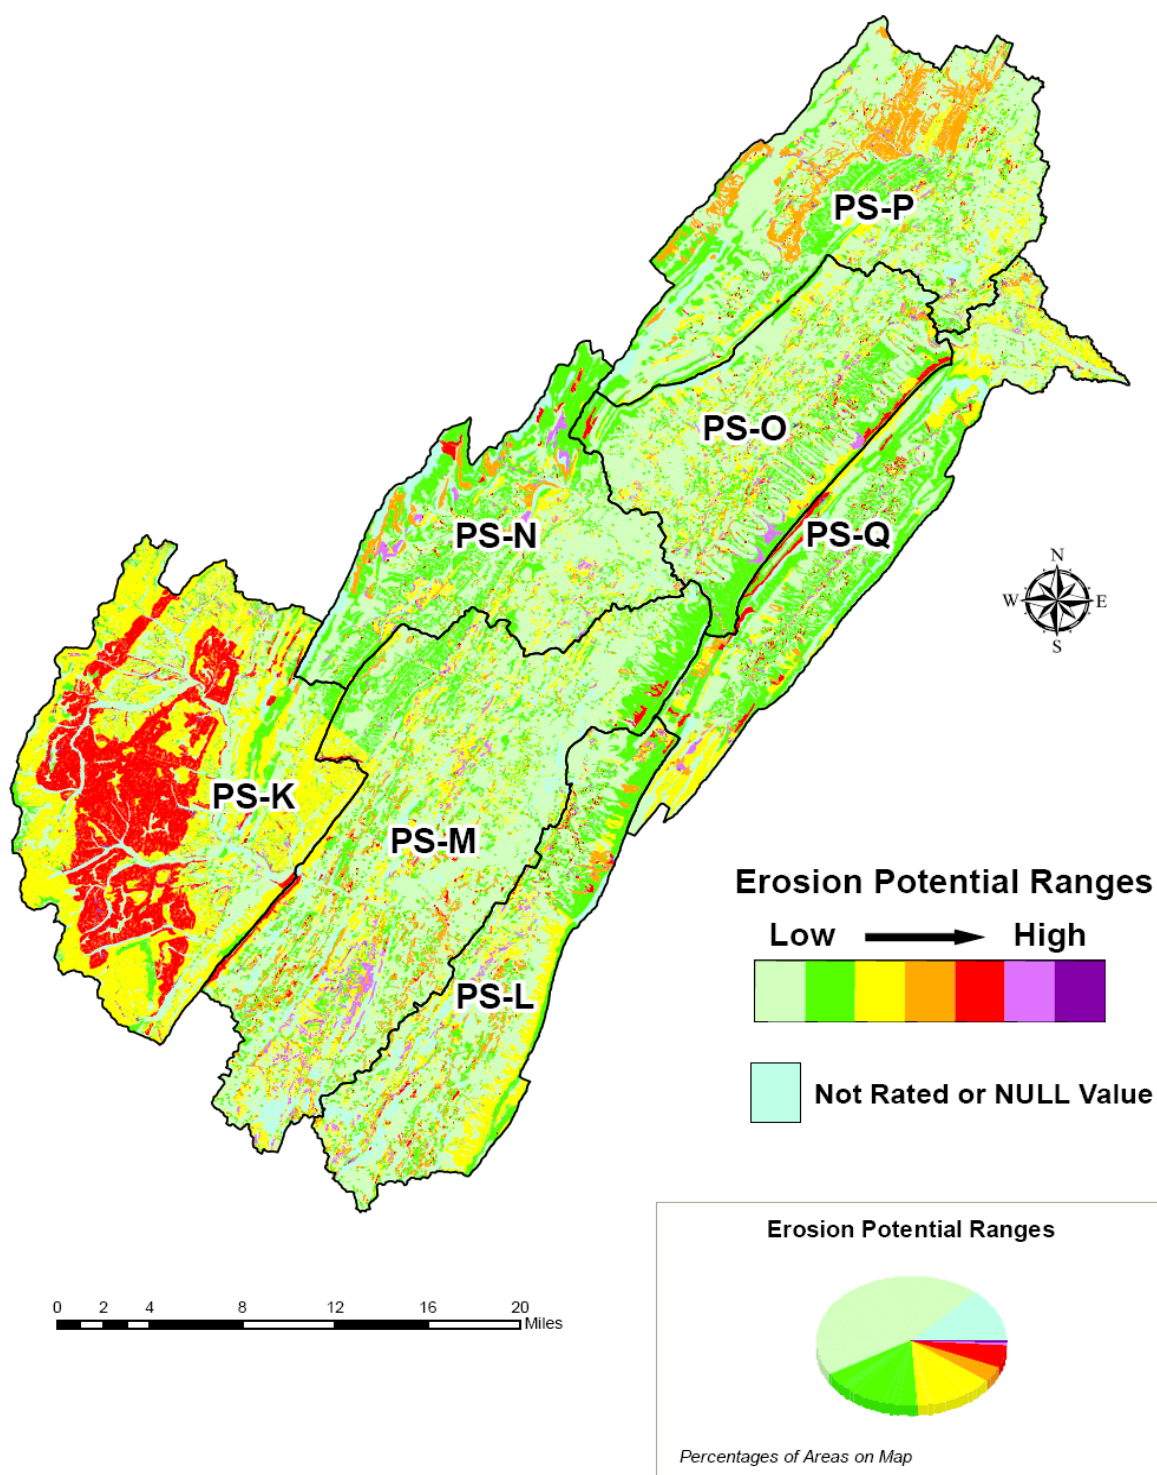 PS-P
PS-O
PS-N
PS-Q
N
W E
S
PS-K
PS-M
PS-L
Erosion Potential Ranges
Low High
Not Rated or NULL Value
Erosion Potential Ranges
0 2 4 8 12 16 20
Miles
Percentages of Areas on Map